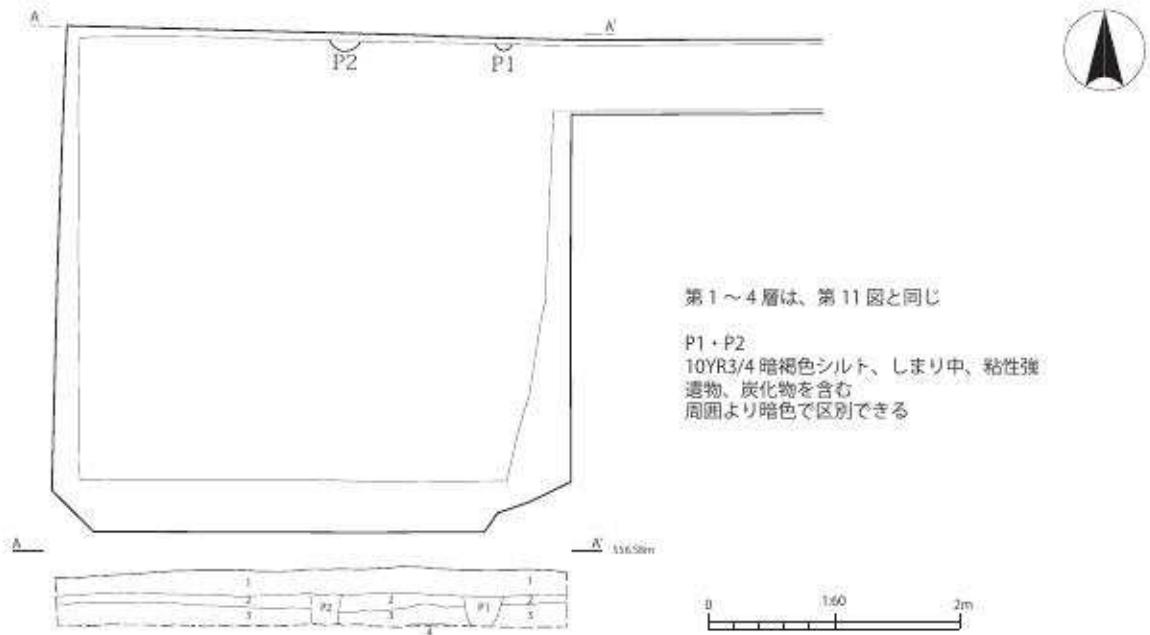 A
A'
P2
P1
第1～4層は、第11図と同じ
P1・P2
10YR3/4 暗褐色シルト、しまり中、粘性強
遺物、炭化物を含む
周囲より暗色で区別できる
A
A'
556.58m
1
1
2
P2
2
P1
2
3
3
3
4
0
1:60
2m